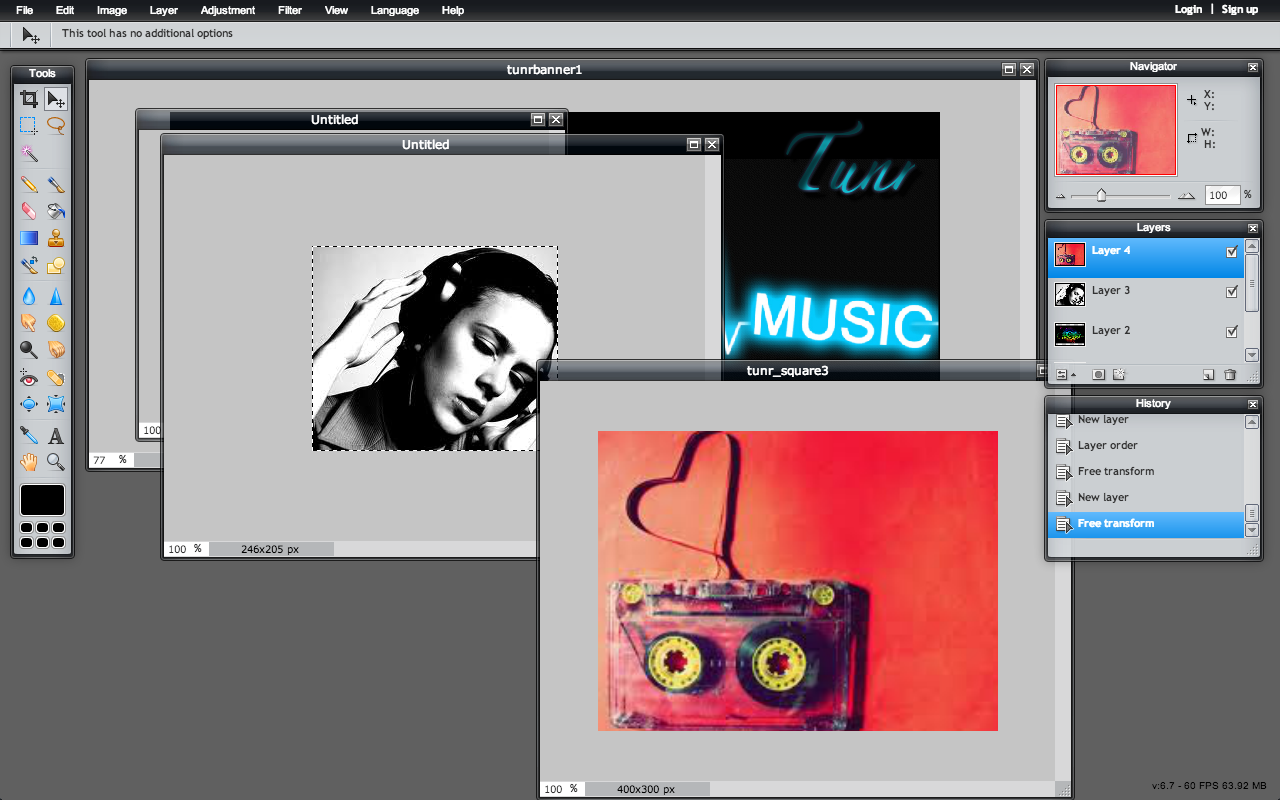 File Edit Image Layer Adjustment Filter View Language Help Login | Sign up
This tool has no additional options
Tools
tunrbanner1
Navigator
X:
Y:
W:
H:
100 %
Untitled
Untitled
Tunr
MUSIC
Layers
Layer 4
Layer 3
Layer 2
tunr_square3
History
New layer
Layer order
Free transform
New layer
Free transform
100
77 %
100 % 246x205 px
100 % 400x300 px
v:6.7 - 60 FPS 63.92 MB